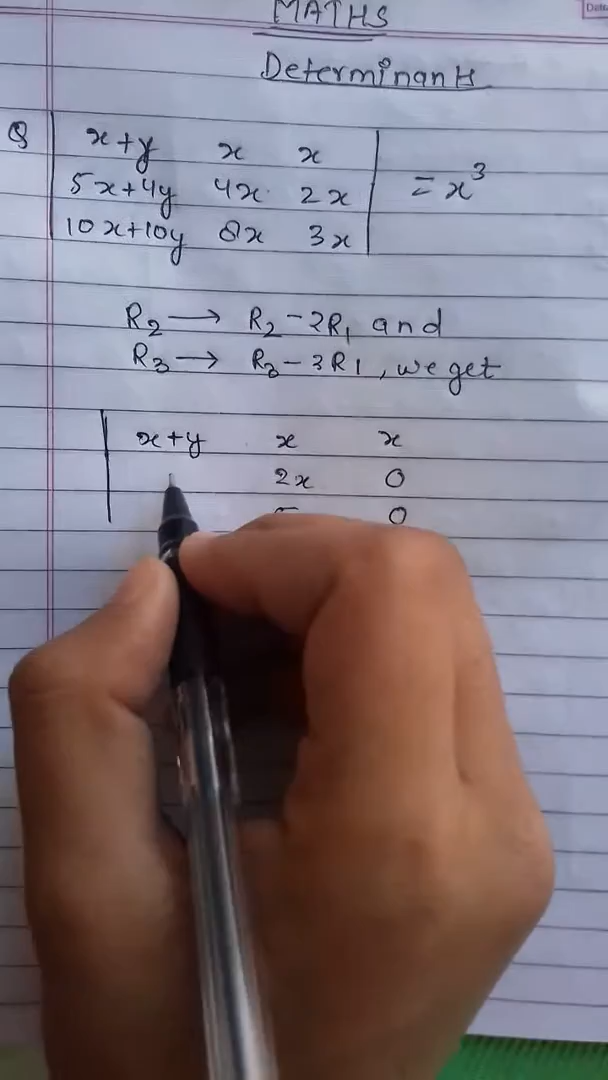 MATHS
Determinants
Q x+y x x
5x+4y 4x 2x = x³
10x+10y 8x 3x
R₂ → R₂ - 2R₁ and
R₃ → R₃ - 3R₁, we get
x+y x x
2x 0
0